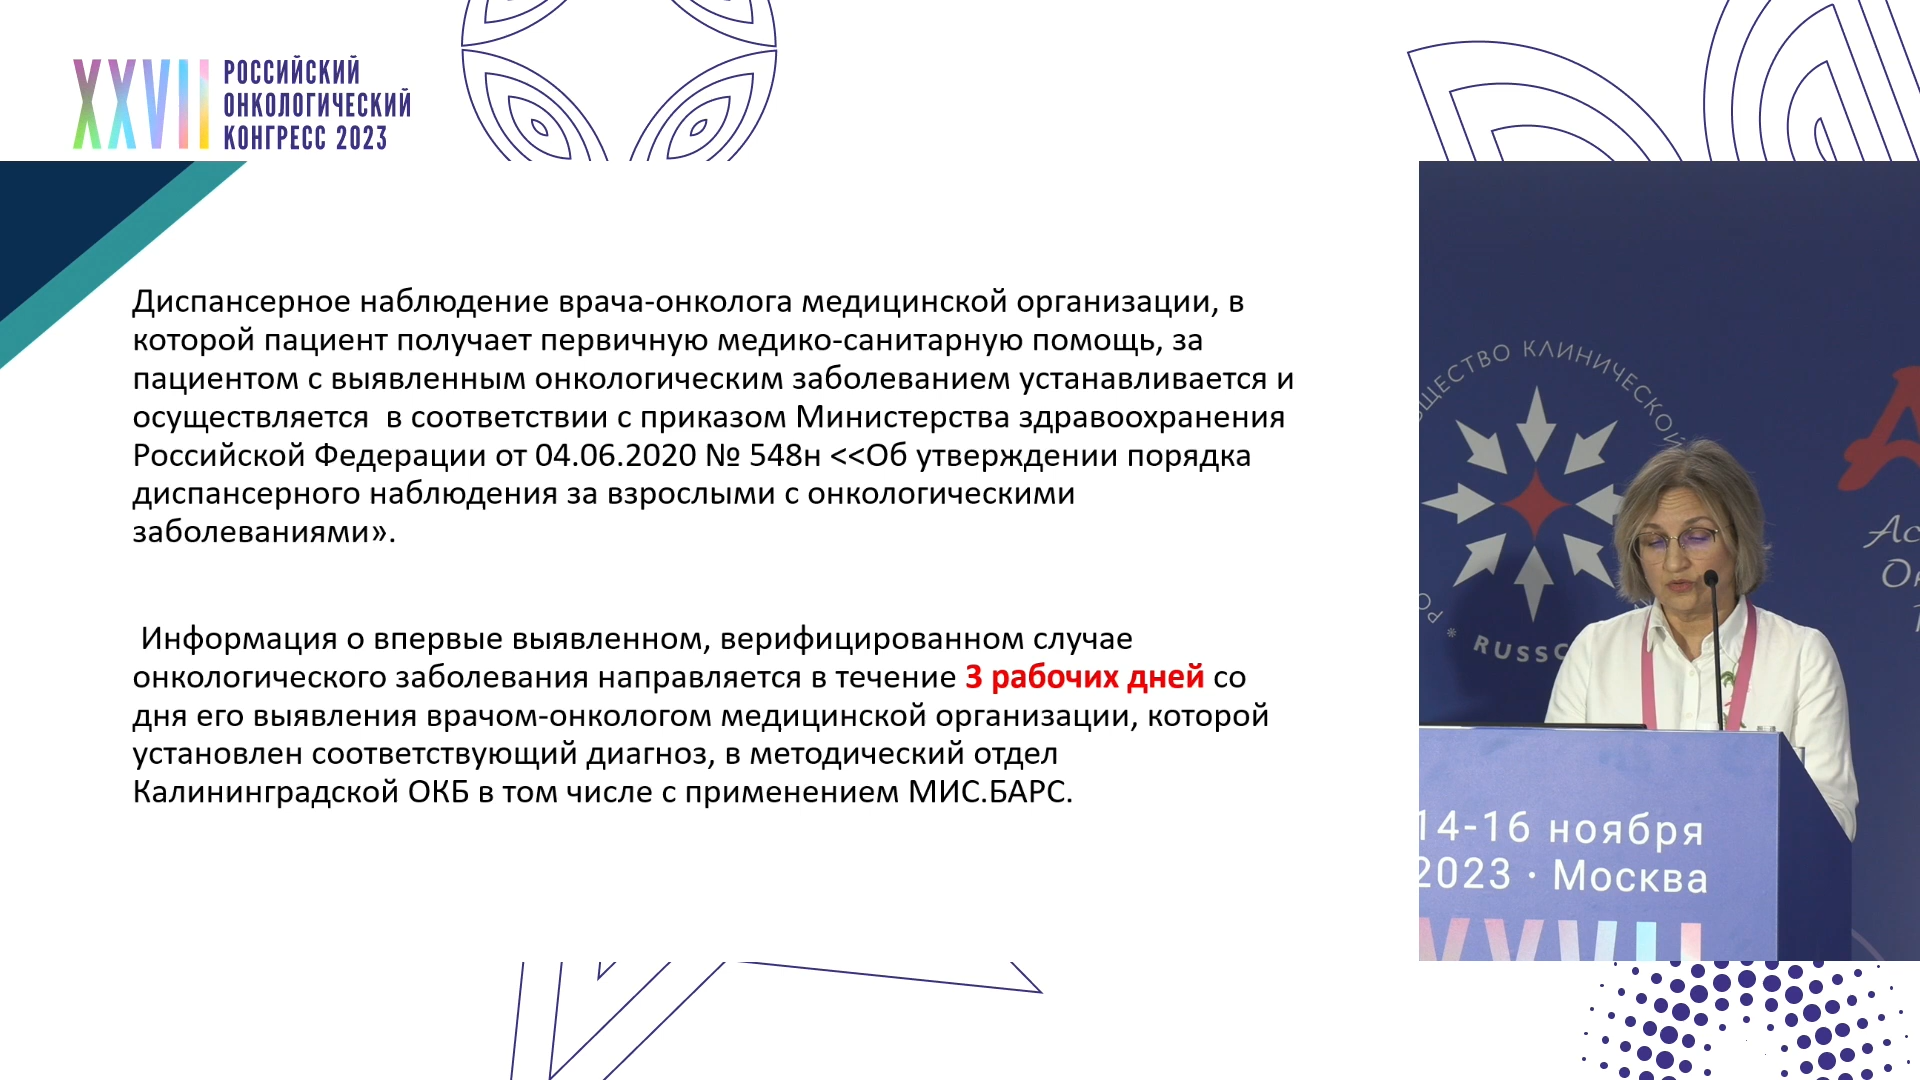 XXVII
РОССИЙСКИЙ
ОНКОЛОГИЧЕСКИЙ
КОНГРЕСС 2023
Диспансерное наблюдение врача-онколога медицинской организации, в
которой пациент получает первичную медико-санитарную помощь, за
пациентом с выявленным онкологическим заболеванием устанавливается и
осуществляется  в соответствии с приказом Министерства здравоохранения
Российской Федерации от 04.06.2020 № 548н <<Об утверждении порядка
диспансерного наблюдения за взрослыми с онкологическими
заболеваниями».
Информация о впервые выявленном, верифицированном случае
онкологического заболевания направляется в течение 3 рабочих дней со
дня его выявления врачом-онкологом медицинской организации, которой
установлен соответствующий диагноз, в методический отдел
Калининградской ОКБ в том числе с применением МИС.БАРС.
КЛИНИЧЕСКОЙ
14-16 ноября
2023 · Москва
XXVII